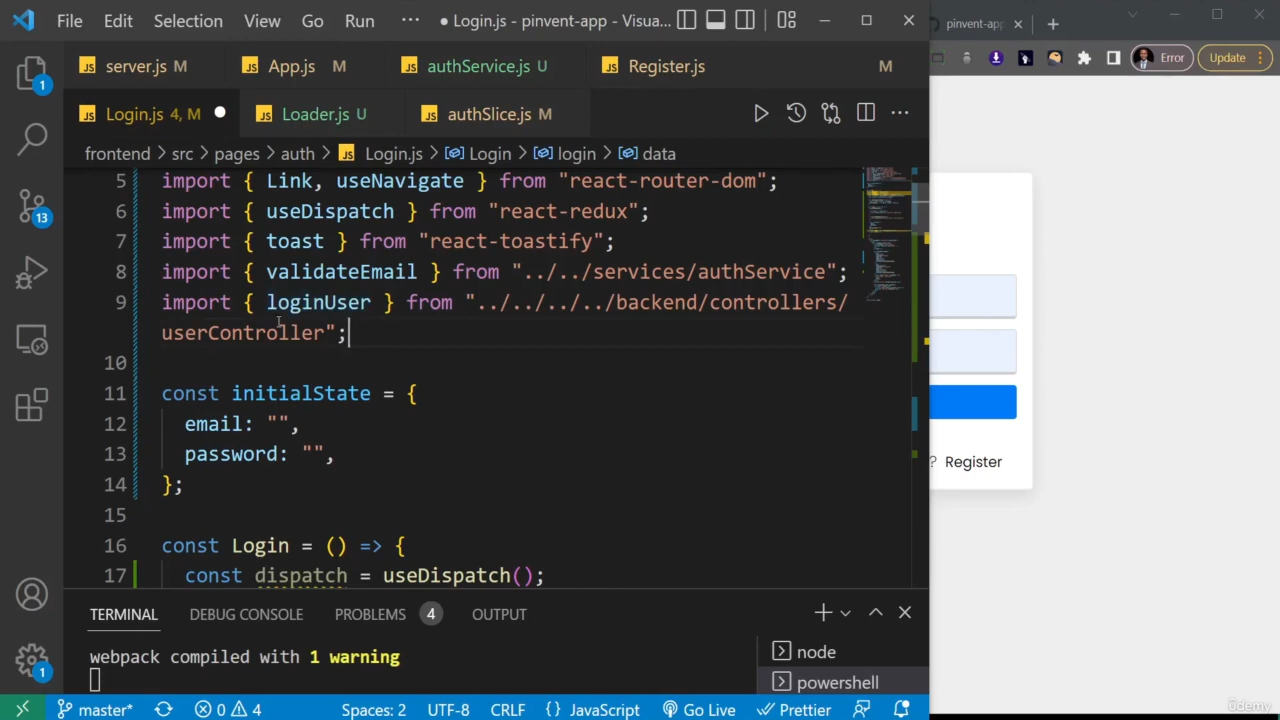 File Edit Selection View Go Run ··· ● Login.js - pinvent-app - Visua...
pinvent-app
server.js M App.js M authService.js U Register.js M
Error Update
Login.js 4, M Loader.js U authSlice.js M
frontend > src > pages > auth > Login.js > Login > login > data
5 import { Link, useNavigate } from "react-router-dom";
6 import { useDispatch } from "react-redux";
7 import { toast } from "react-toastify";
8 import { validateEmail } from "../../services/authService";
9 import { loginUser } from "../../../../backend/controllers/
userController";
10
11 const initialState = {
12 email: "",
13 password: "",
14 };
15
16 const Login = () => {
17 const dispatch = useDispatch();
? Register
TERMINAL DEBUG CONSOLE PROBLEMS 4 OUTPUT
webpack compiled with 1 warning
node
powershell
1
13
1
master* 0 4 Spaces: 2 UTF-8 CRLF {} JavaScript Go Live Prettier
ûdemy